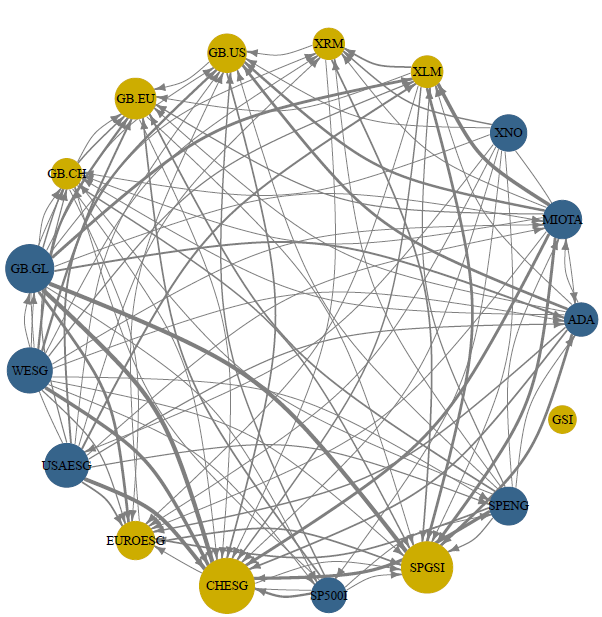 XRM
GB.US
XLM
GB.EU
XNO
GB.CH
MIOTA
GB.GL
ADA
WESG
GSI
USAESG
SPENG
EUROESG
SPGSI
CHESG
SP500I